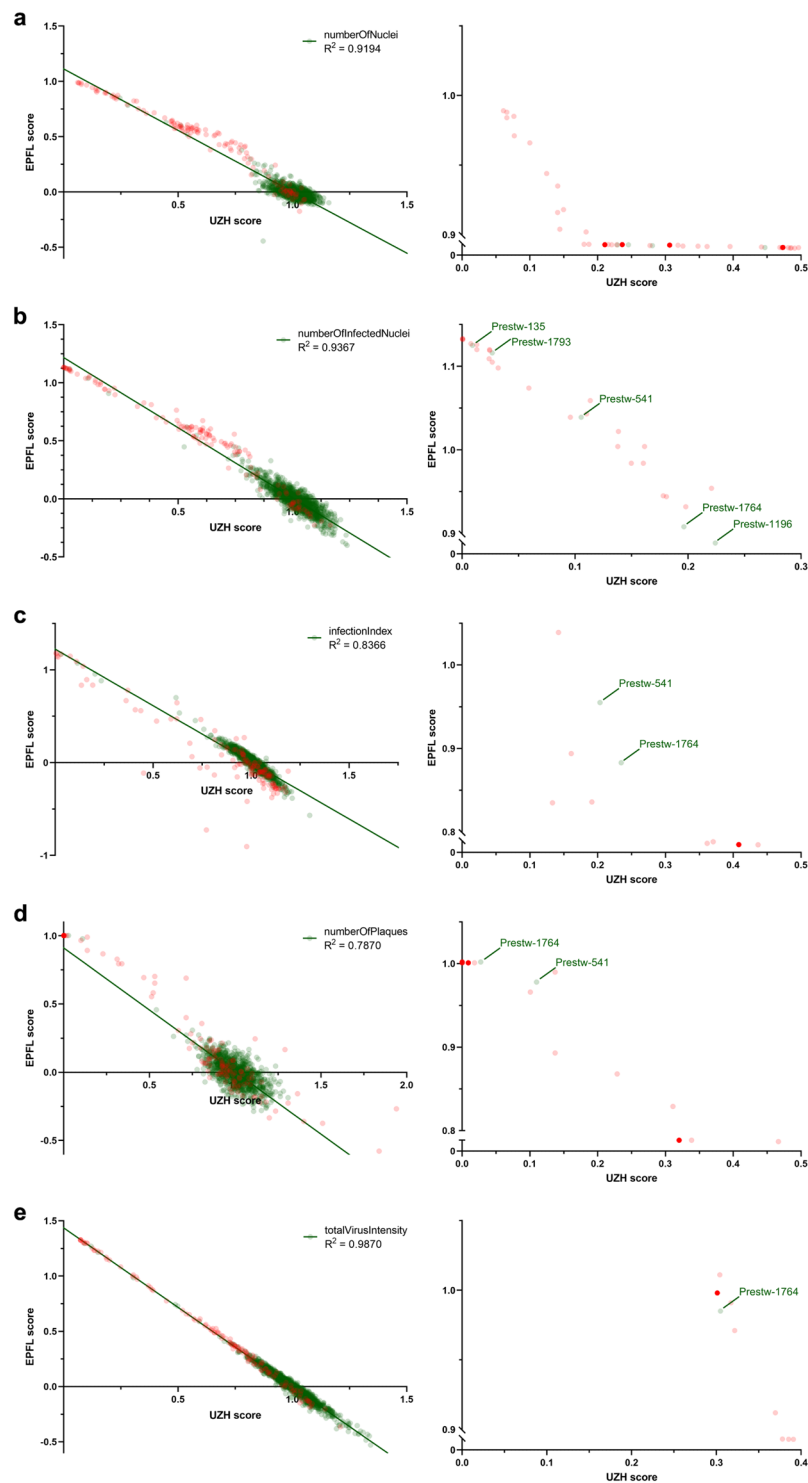 a
1.5
1.0
0.5
0.0
-0.5
0.5
1.0
1.5
EPFL score
UZH score
numberOfNuclei
R² = 0.9194
1.0
0.9
0
0.0
0.1
0.2
0.3
0.4
0.5
UZH score
b
1.5
1.0
0.5
0.0
-0.5
0.5
1.0
1.5
EPFL score
UZH score
numberOfInfectedNuclei
R² = 0.9367
EPFL score
1.1
1.0
0.9
0
0.0
0.1
0.2
0.3
UZH score
Prestw-135
Prestw-1793
Prestw-541
Prestw-1764
Prestw-1196
c
1
0
-1
0.5
1.0
1.5
EPFL score
UZH score
infectionIndex
R² = 0.8366
EPFL score
1.0
0.9
0.8
0
0.0
0.1
0.2
0.3
0.4
0.5
UZH score
Prestw-541
Prestw-1764
d
1.0
0.5
0.0
-0.5
0.5
1.0
1.5
2.0
EPFL score
UZH score
numberOfPlaques
R² = 0.7870
1.0
0.9
0.8
0
0.0
0.1
0.2
0.3
0.4
0.5
UZH score
Prestw-1764
Prestw-541
e
1.5
1.0
0.5
0.0
-0.5
0.5
1.0
1.5
EPFL score
UZH score
totalVirusIntensity
R² = 0.9870
1.0
0.9
0
0.0
0.1
0.2
0.3
0.4
UZH score
Prestw-1764